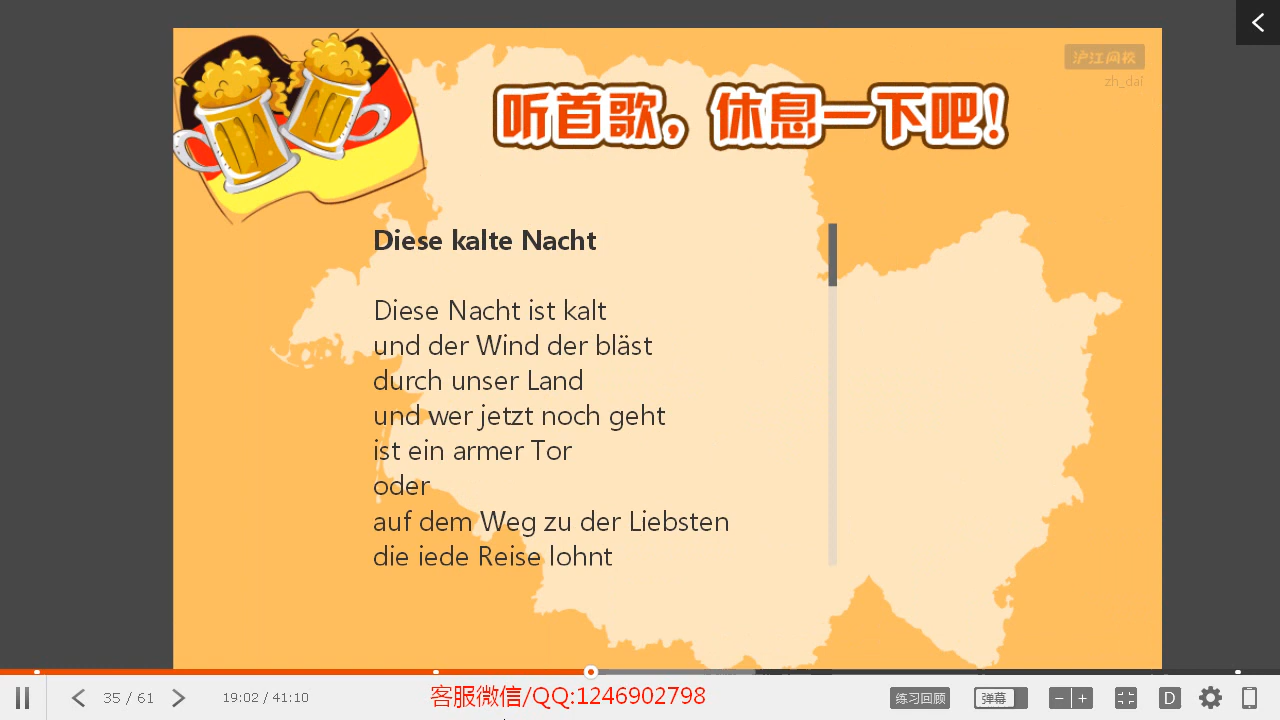 沪江网校
zh_dai
听首歌，休息一下吧！
Diese kalte Nacht
Diese Nacht ist kalt
und der Wind der bläst
durch unser Land
und wer jetzt noch geht
ist ein armer Tor
oder
auf dem Weg zu der Liebsten
die jede Reise lohnt
35 / 61
19:02 / 41:10
客服微信/QQ:1246902798
练习回顾
弹幕
D